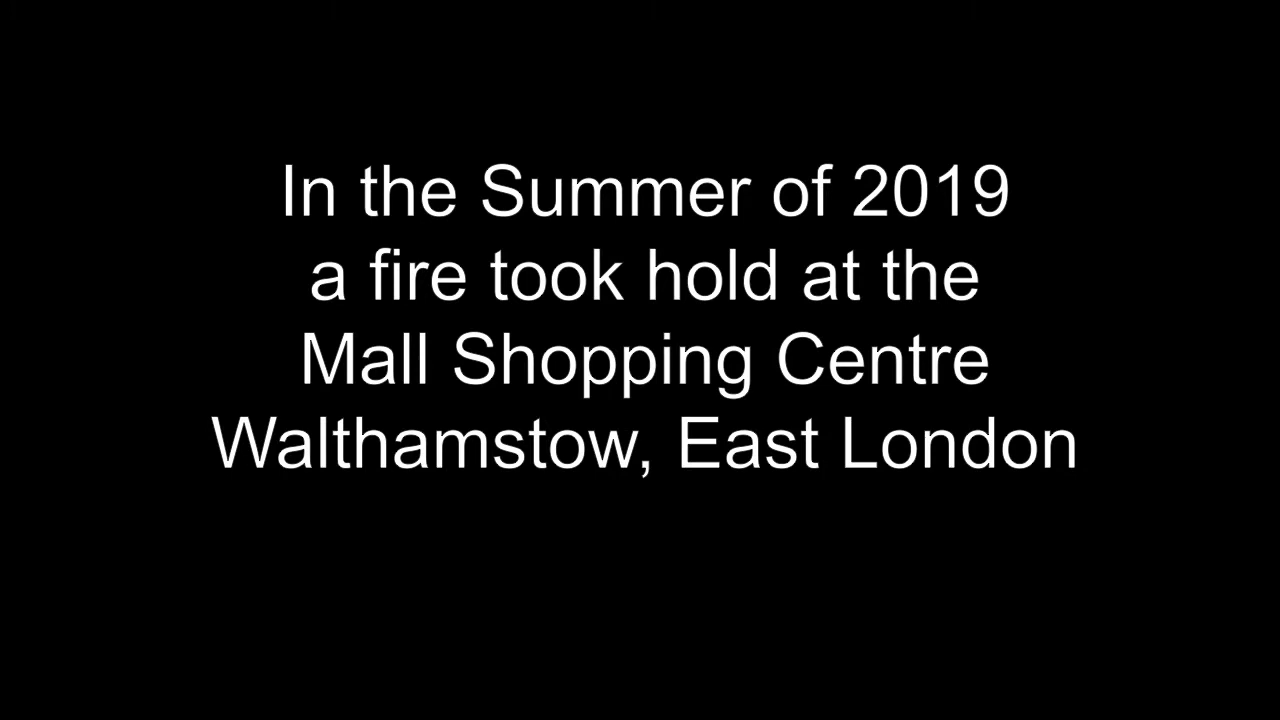 In the Summer of 2019
a fire took hold at the
Mall Shopping Centre
Walthamstow, East London